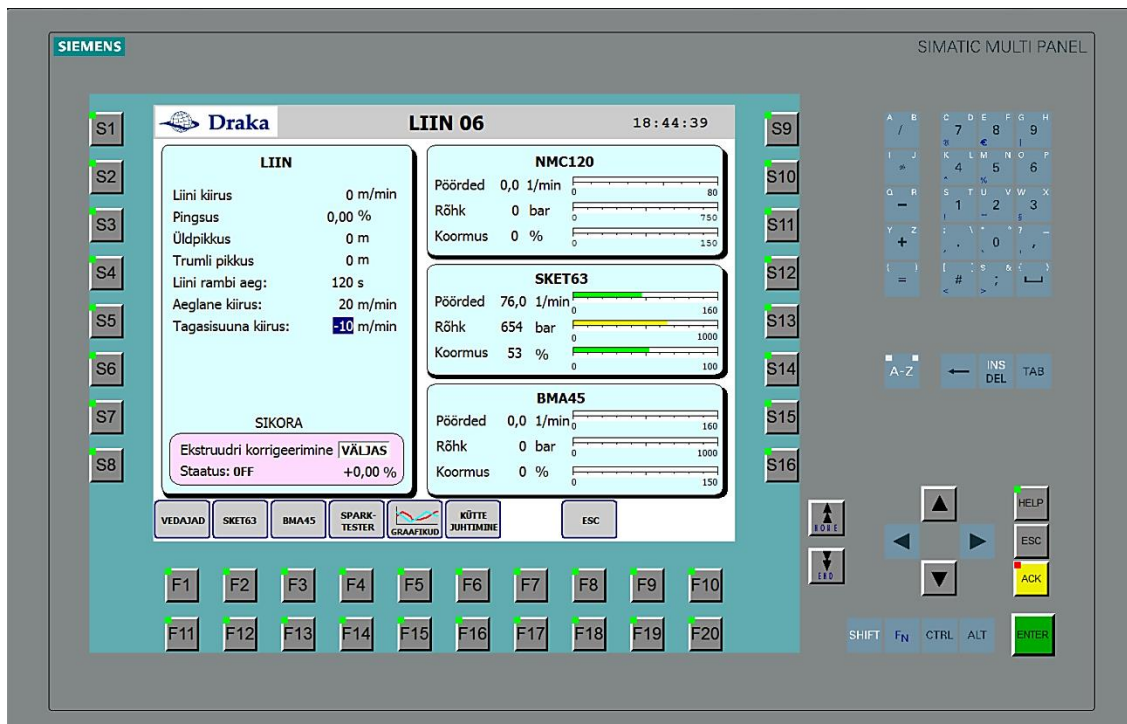 SIEMENS
SIMATIC MULTI PANEL
Draka
LIIN 06
18:44:39
LIIN
Liini kiirus 0 m/min
Pingsus 0,00 %
Üldpikkus 0 m
Trumli pikkus 0 m
Liini rambi aeg: 120 s
Aeglane kiirus: 20 m/min
Tagasisuuna kiirus: -10 m/min
SIKORA
Ekstruudri korrigeerimine VÄLJAS
Staatus: OFF +0,00 %
NMC120
Pöörded 0,0 1/min 0 80
Rõhk 0 bar 0 750
Koormus 0 % 0 150
SKET63
Pöörded 76,0 1/min 0 160
Rõhk 654 bar 0 1000
Koormus 53 % 0 100
BMA45
Pöörded 0,0 1/min 0 160
Rõhk 0 bar 0 1000
Koormus 0 % 0 150
VEDAJAD
SKET63
BMA45
SPARK-
TESTER
GRAAFIKUD
KÜTTE
JUHTIMINE
ESC
S1
S2
S3
S4
S5
S6
S7
S8
S9
S10
S11
S12
S13
S14
S15
S16
F1 F2 F3 F4 F5 F6 F7 F8 F9 F10
F11 F12 F13 F14 F15 F16 F17 F18 F19 F20
A B C D E F G H
/ 7 8 9
I J K L M N O P
4 5 6
Q R S T U V W X
- 1 2 3
Y Z
+ . 0 ,
= # ;
A-Z
INS
DEL
TAB
HOME
END
HELP
ESC
ACK
SHIFT FN CTRL ALT ENTER